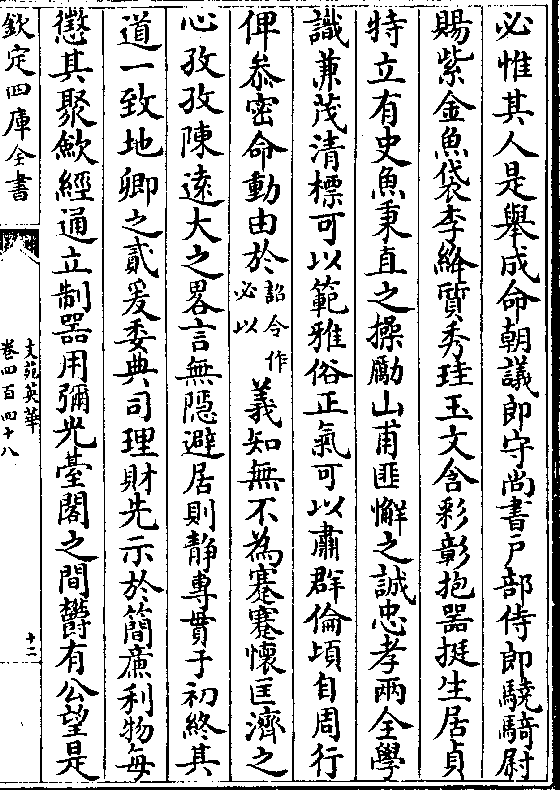 必惟其人是舉成命朝議郎守尚書戸部侍郎驍騎尉
賜紫金魚袋李絳質秀珪玉文含彩彰抱器挺生居貞
特立有史魚秉直之操勵山甫匪懈之誠忠孝兩全學
識兼茂清標可以範雅俗正氣可以肅群倫頃自周行
俾叅密命動由於詔令作必以義知無不為蹇蹇懷匡濟之
心孜孜陳遠大之畧言無隠避居則靜專貫于初終其
道一致地卿之貳爰委典司理財先示於簡㢘利物每
懲其聚歛經通立制器用彌光臺閣之間鬱有公望是
欽定四庫全書
文苑英華
卷四百四十八
十二